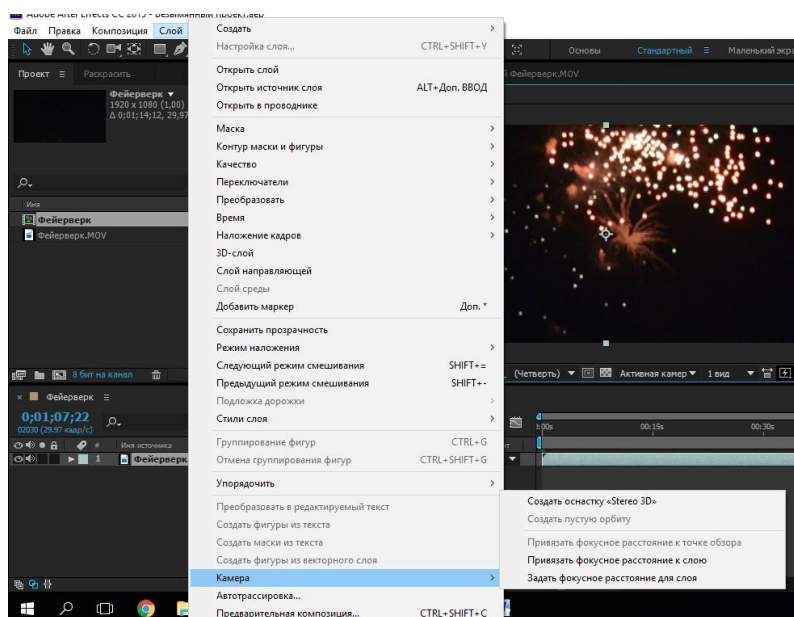 Adobe After Effects CC 2015 - Безымянный проект.aep
Файл Правка Композиция Слой
Основы Стандартный Маленький экра
Проект Раскрасить
й Фейерверк.MOV
Фейерверк
1920 x 1080 (1,00)
Δ 0;01;14;12, 29,97
Имя
Фейерверк
Фейерверк.MOV
8 бит на канал
Создать
Настройка слоя... CTRL+SHIFT+Y
Открыть слой
Открыть источник слоя ALT+Доп. ВВОД
Открыть в проводнике
Маска
Контур маски и фигуры
Качество
Переключатели
Преобразовать
Время
Наложение кадров
3D-слой
Слой направляющей
Слой среды
Добавить маркер Доп. *
Сохранить прозрачность
Режим наложения
Следующий режим смешивания SHIFT+=
Предыдущий режим смешивания SHIFT+-
Подложка дорожки
Стили слоя
Группирование фигур CTRL+G
Отмена группирования фигур CTRL+SHIFT+G
Упорядочить
Преобразовать в редактируемый текст
Создать фигуры из текста
Создать маски из текста
Создать фигуры из векторного слоя
Камера
Автотрассировка...
Предварительная композиция... CTRL+SHIFT+C
Создать оснастку «Stereo 3D»
Создать пустую орбиту
Привязать фокусное расстояние к точке обзора
Привязать фокусное расстояние к слою
Задать фокусное расстояние для слоя
(Четверть) Активная камер 1 вид
Фейерверк
0;01;07;22
02030 (29.97 кадр/с)
# Имя источника
1 Фейерверк
00s 00:15s 00:30s